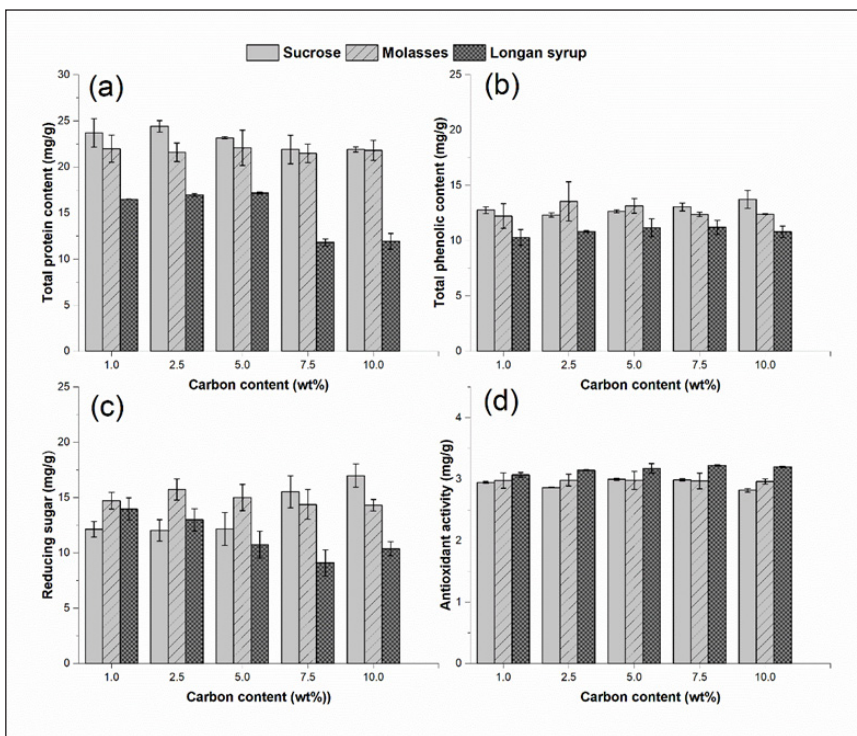 Sucrose Molasses Longan syrup
(a)
Total protein content (mg/g)
30
25
20
15
10
5
0
1.0 2.5 5.0 7.5 10.0
Carbon content (wt%)
(b)
Total phenolic content (mg/g)
25
20
15
10
5
0
1.0 2.5 5.0 7.5 10.0
Carbon content (wt%)
(c)
Reducing sugar (mg/g)
25
20
15
10
5
0
1.0 2.5 5.0 7.5 10.0
Carbon content (wt%))
(d)
Antioxidant activity (mg/g)
4
3
2
1
0
1.0 2.5 5.0 7.5 10.0
Carbon content (wt%)